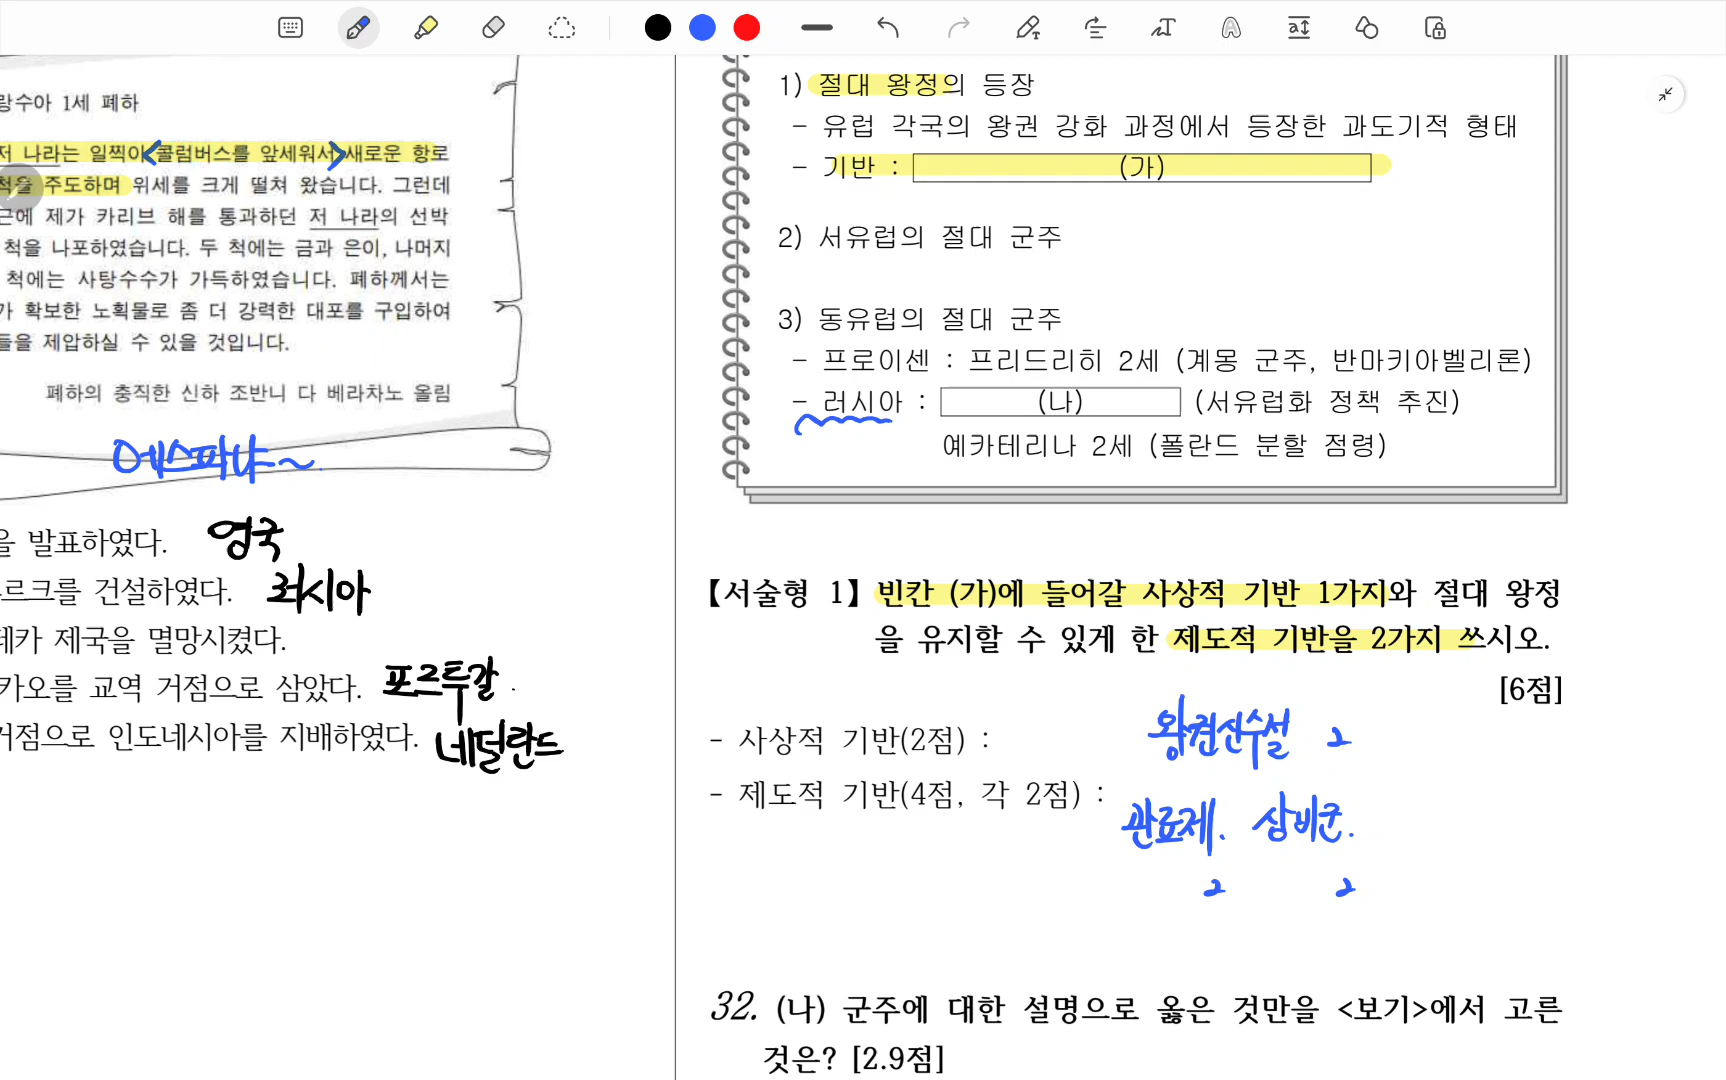 랑수아 1세 폐하
저 나라는 일찍이 <콜럼버스를 앞세워서> 새로운 항로
척을 주도하며 위세를 크게 떨쳐 왔습니다. 그런데
근에 제가 카리브 해를 통과하던 저 나라의 선박
척을 나포하였습니다. 두 척에는 금과 은이, 나머지
척에는 사탕수수가 가득하였습니다. 폐하께서는
가 확보한 노획물로 좀 더 강력한 대포를 구입하여
들을 제압하실 수 있을 것입니다.
폐하의 충직한 신하 조반니 다 베라차노 올림
에스파냐~
을 발표하였다. 영국
르크를 건설하였다. 러시아
테카 제국을 멸망시켰다.
카오를 교역 거점으로 삼았다. 포르투갈
거점으로 인도네시아를 지배하였다. 네덜란드
1) 절대 왕정의 등장
- 유럽 각국의 왕권 강화 과정에서 등장한 과도기적 형태
- 기반 : (가)
2) 서유럽의 절대 군주
3) 동유럽의 절대 군주
- 프로이센 : 프리드리히 2세 (계몽 군주, 반마키아벨리론)
- 러시아 : (나) (서유럽화 정책 추진)
예카테리나 2세 (폴란드 분할 점령)
【서술형 1】 빈칸 (가)에 들어갈 사상적 기반 1가지와 절대 왕정
을 유지할 수 있게 한 제도적 기반을 2가지 쓰시오.
[6점]
- 사상적 기반(2점) : 왕권신수설 2
- 제도적 기반(4점, 각 2점) : 관료제. 상비군.
2 2
32. (나) 군주에 대한 설명으로 옳은 것만을 <보기>에서 고른
것은? [2.9점]